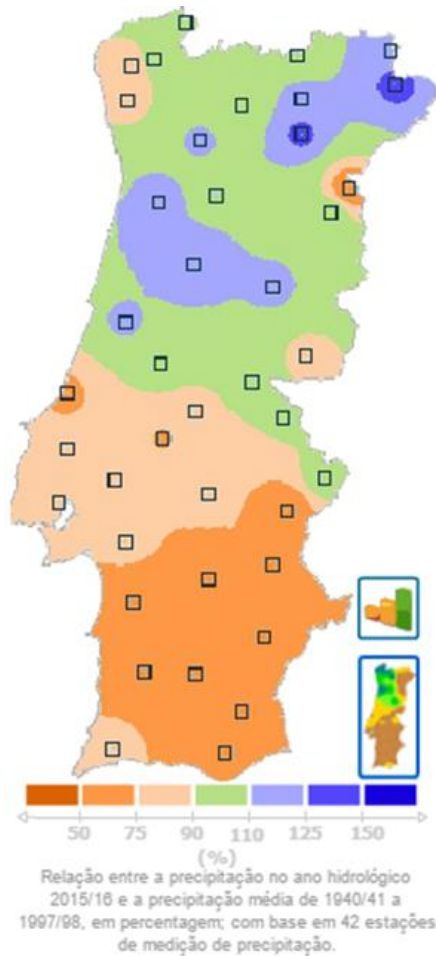 50 75 90 110 125 150
(%)
Relação entre a precipitação no ano hidrológico
2015/16 e a precipitação média de 1940/41 a
1997/98, em percentagem; com base em 42 estações
de medição de precipitação.